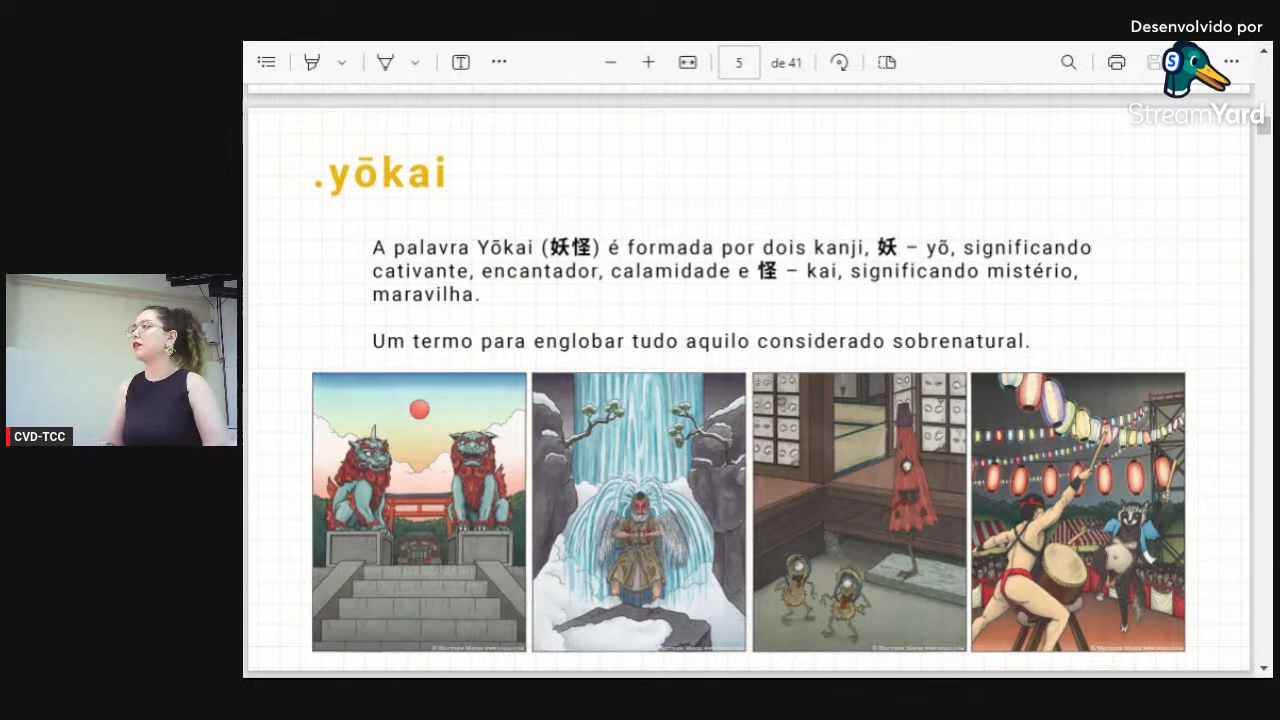 Desenvolvido por
StreamYard
5 de 41
.yōkai
A palavra Yōkai (妖怪) é formada por dois kanji, 妖 – yõ, significando
cativante, encantador, calamidade e 怪 – kai, significando mistério,
maravilha.
Um termo para englobar tudo aquilo considerado sobrenatural.
CVD-TCC